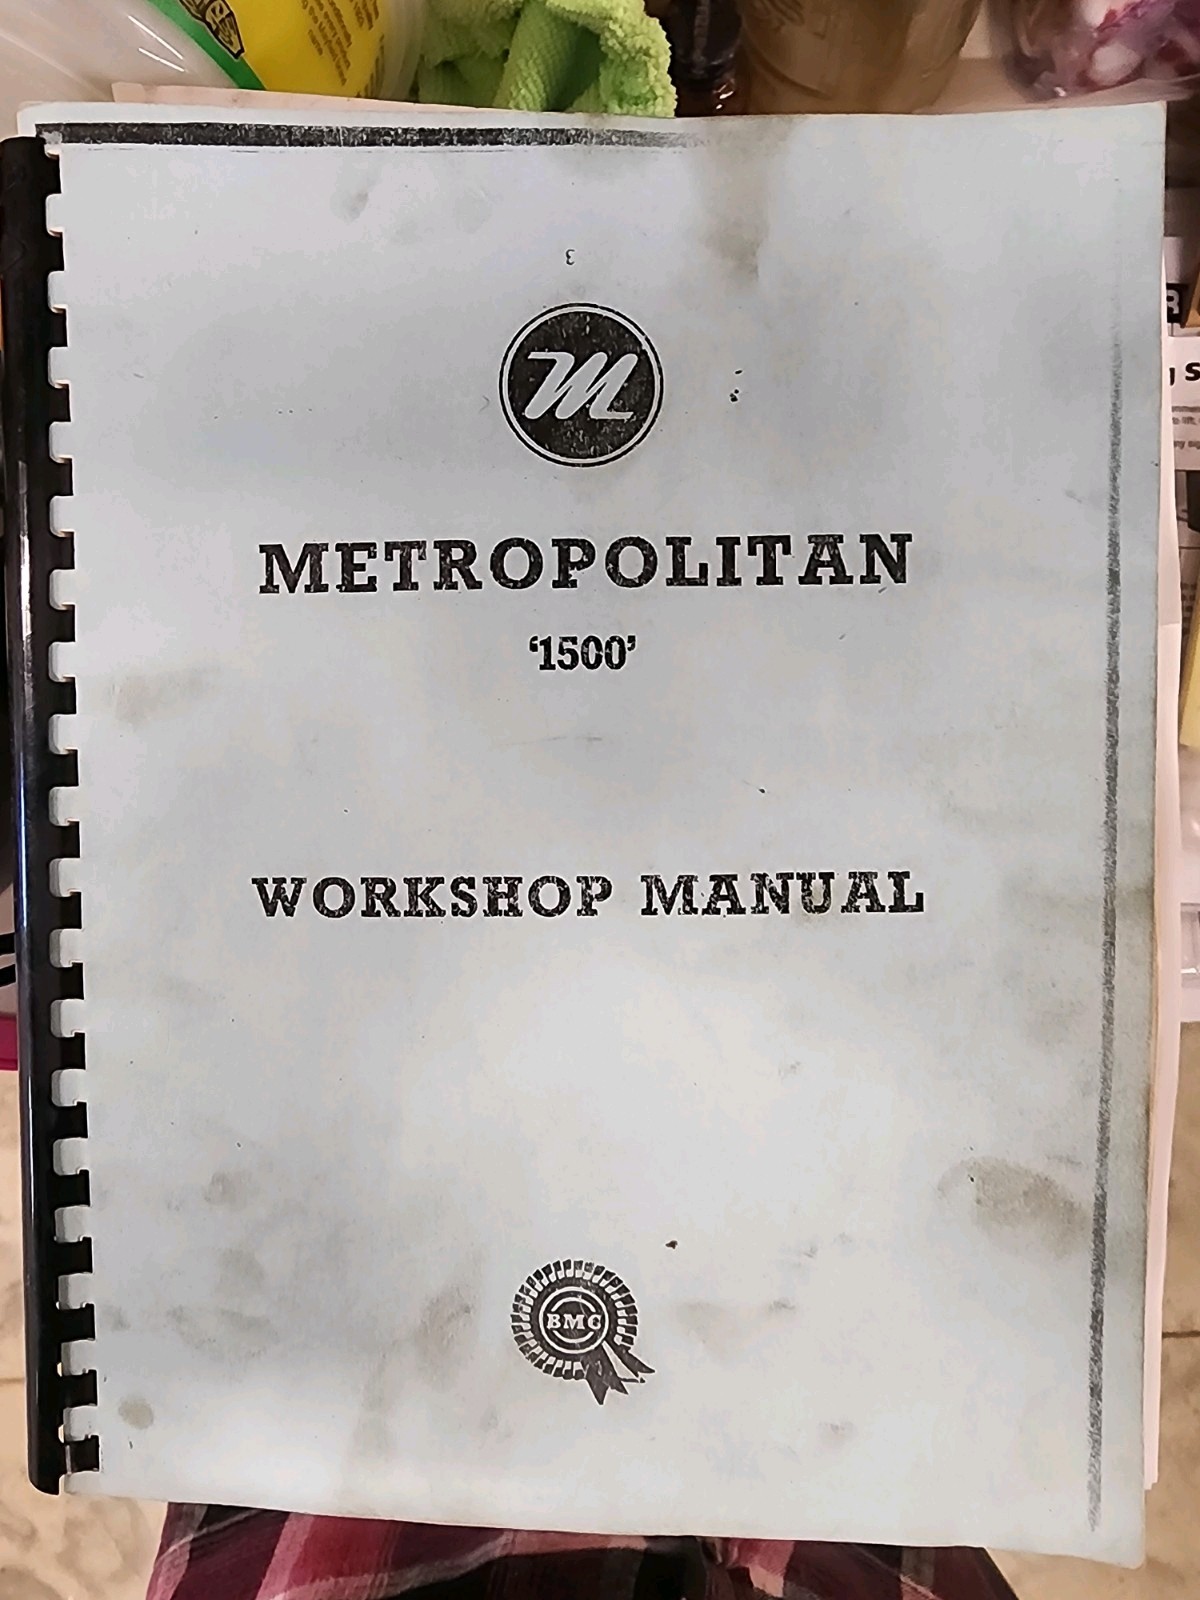 3
M
METROPOLITAN
'1500'
WORKSHOP MANUAL
BMC